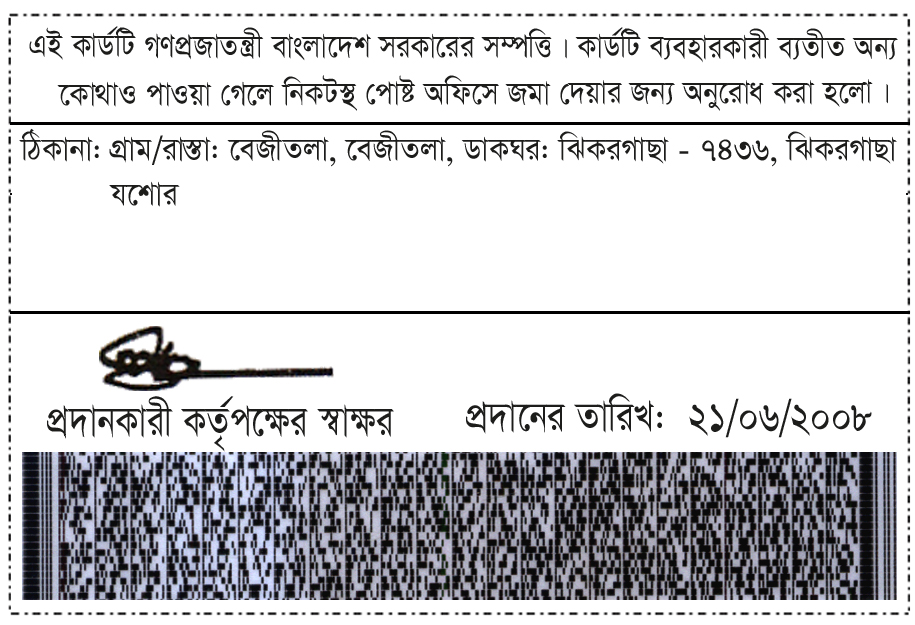 এই কার্ডটি গণপ্রজাতন্ত্রী বাংলাদেশ সরকারের সম্পত্তি। কার্ডটি ব্যবহারকারী ব্যতীত অন্য
কোথাও পাওয়া গেলে নিকটস্থ পোষ্ট অফিসে জমা দেয়ার জন্য অনুরোধ করা হলো।
ঠিকানা: গ্রাম/রাস্তা: বেজীতলা, বেজীতলা, ডাকঘর: ঝিকরগাছা - ৭৪৩৬, ঝিকরগাছা
যশোর
প্রদানকারী কর্তৃপক্ষের স্বাক্ষর প্রদানের তারিখ: ২১/০৬/২০০৮